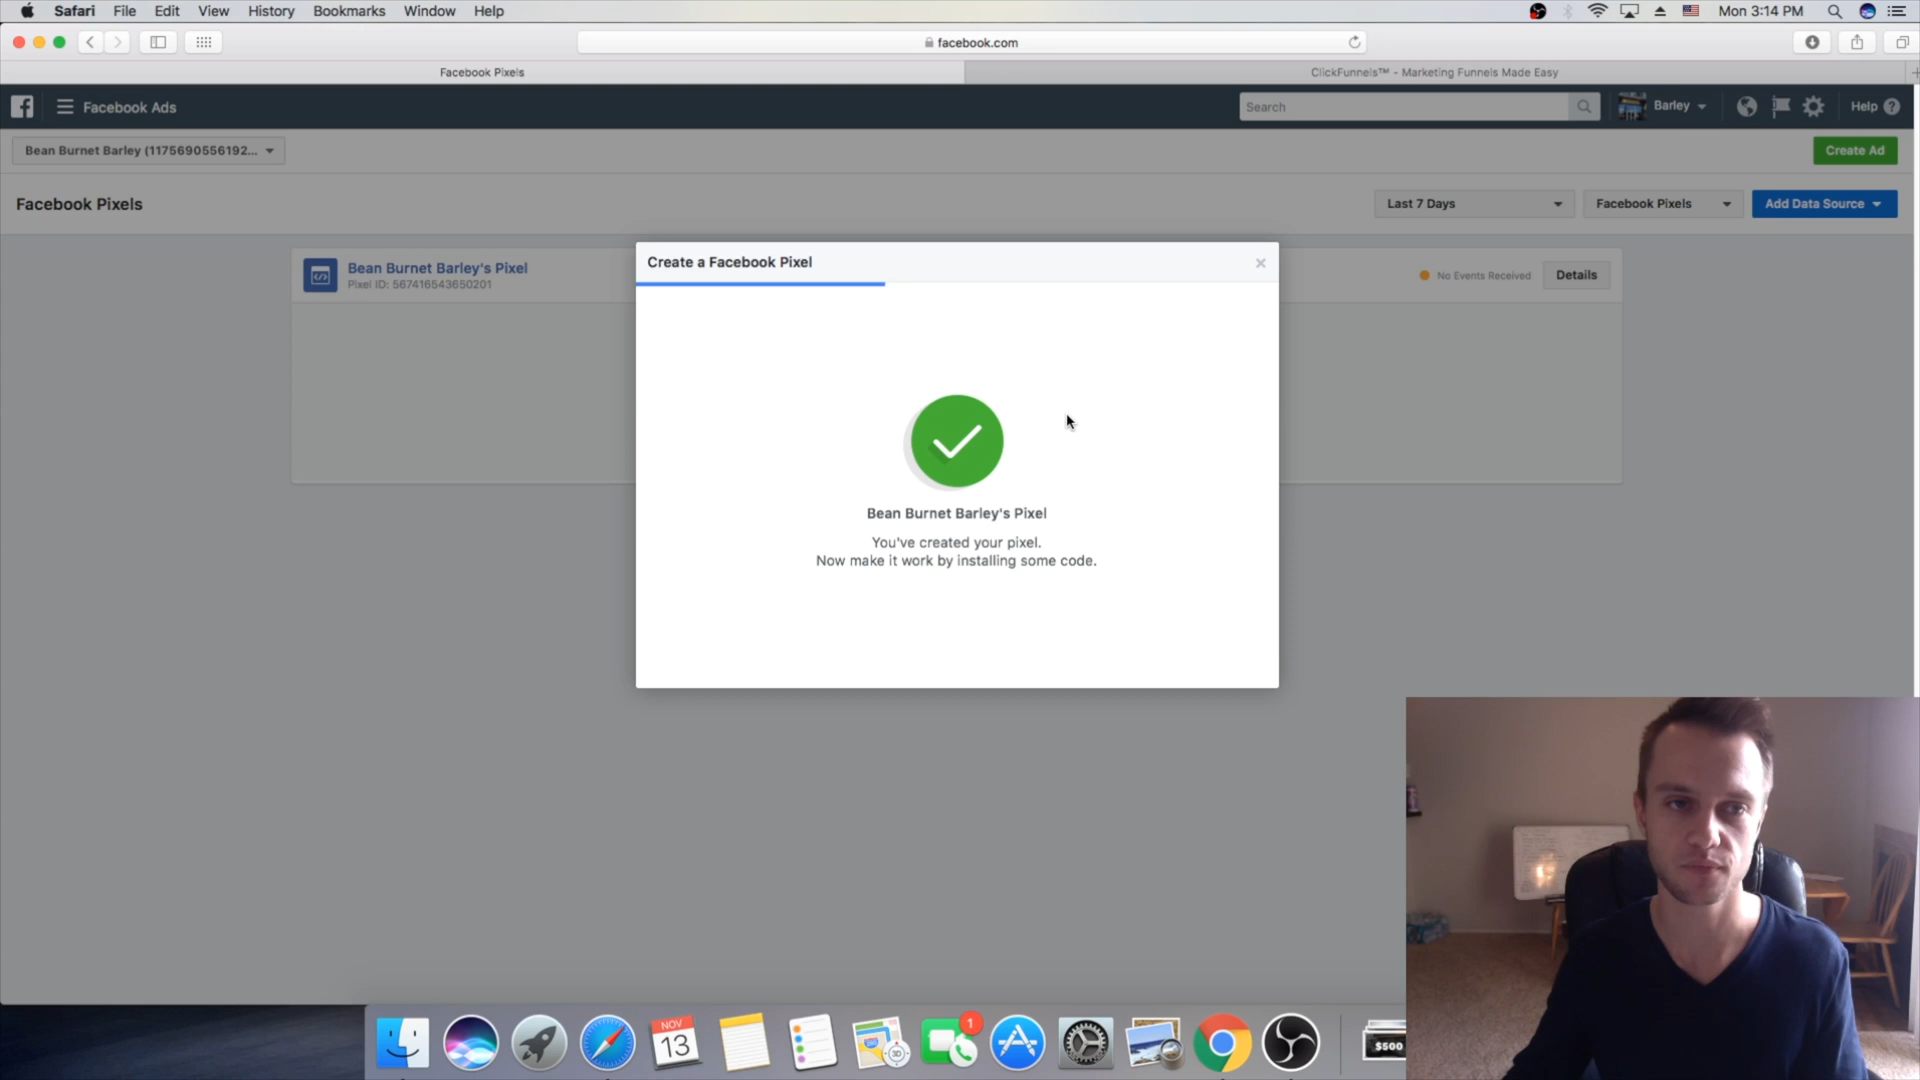 Safari File Edit View History Bookmarks Window Help Mon 3:14 PM
facebook.com
Facebook Pixels ClickFunnels™ - Marketing Funnels Made Easy
Facebook Ads Search Barley Help
Bean Burnet Barley (1175690556192... Create Ad
Facebook Pixels Last 7 Days Facebook Pixels Add Data Source
Create a Facebook Pixel
Bean Burnet Barley's Pixel
Pixel ID: 567416543650201
No Events Received Details
Bean Burnet Barley's Pixel
You've created your pixel.
Now make it work by installing some code.
NOV
13
3D
1
$500